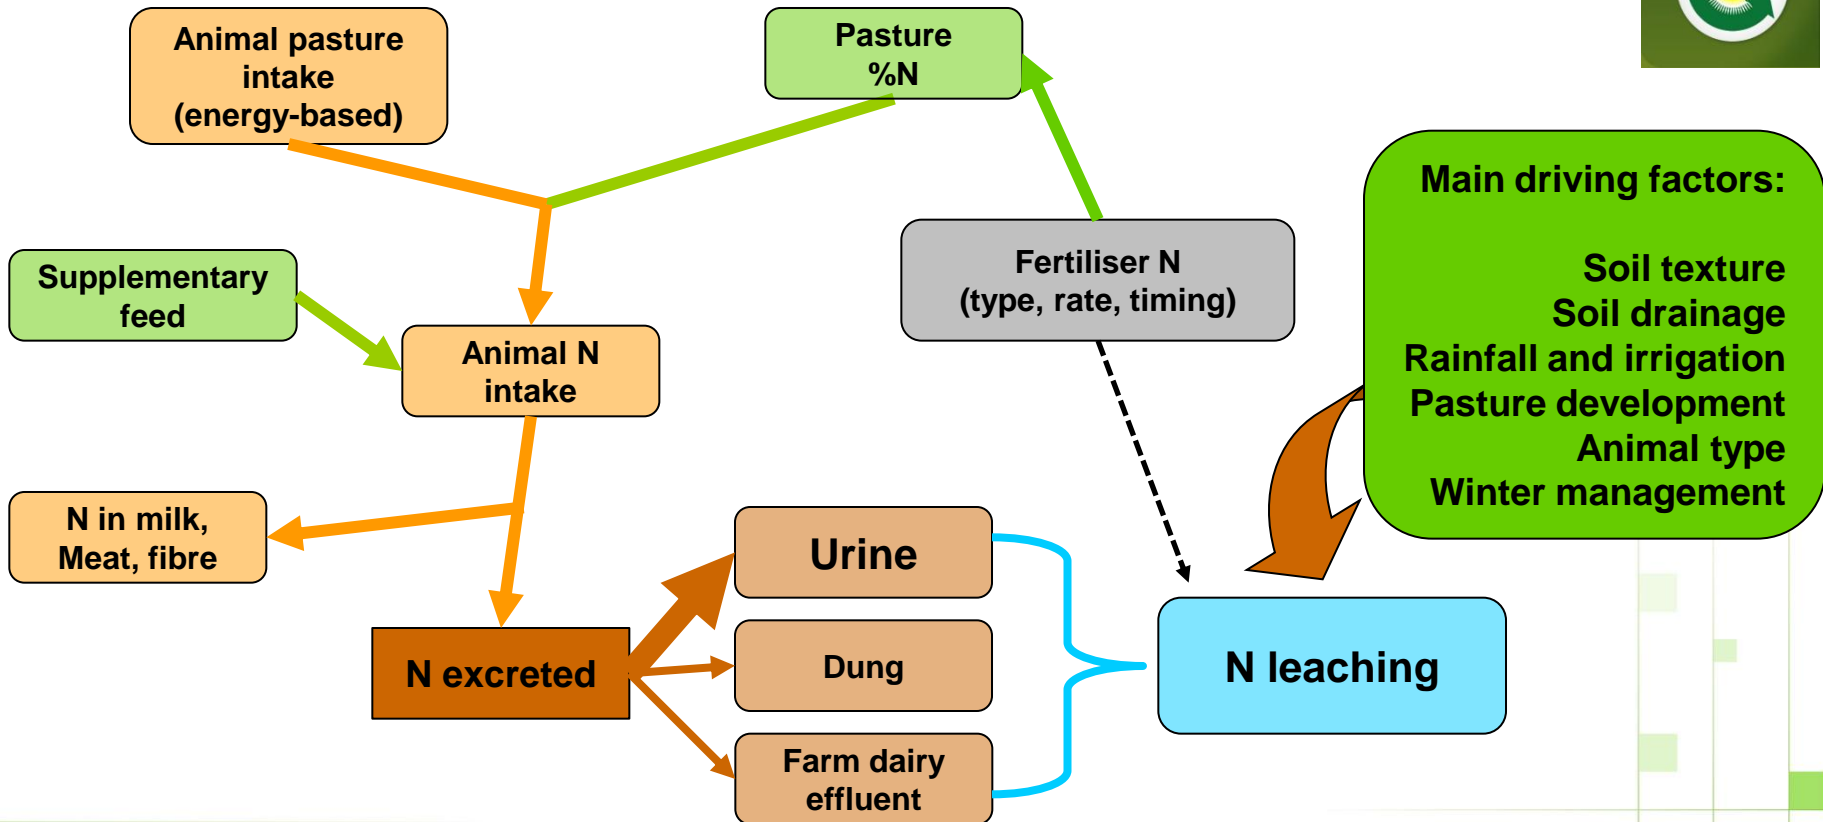 Animal pasture
intake
(energy-based)
Pasture
%N
Main driving factors:
Soil texture
Soil drainage
Rainfall and irrigation
Pasture development
Animal type
Winter management
Supplementary
feed
Fertiliser N
(type, rate, timing)
Animal N
intake
N in milk,
Meat, fibre
Urine
N excreted
Dung
N leaching
Farm dairy
effluent